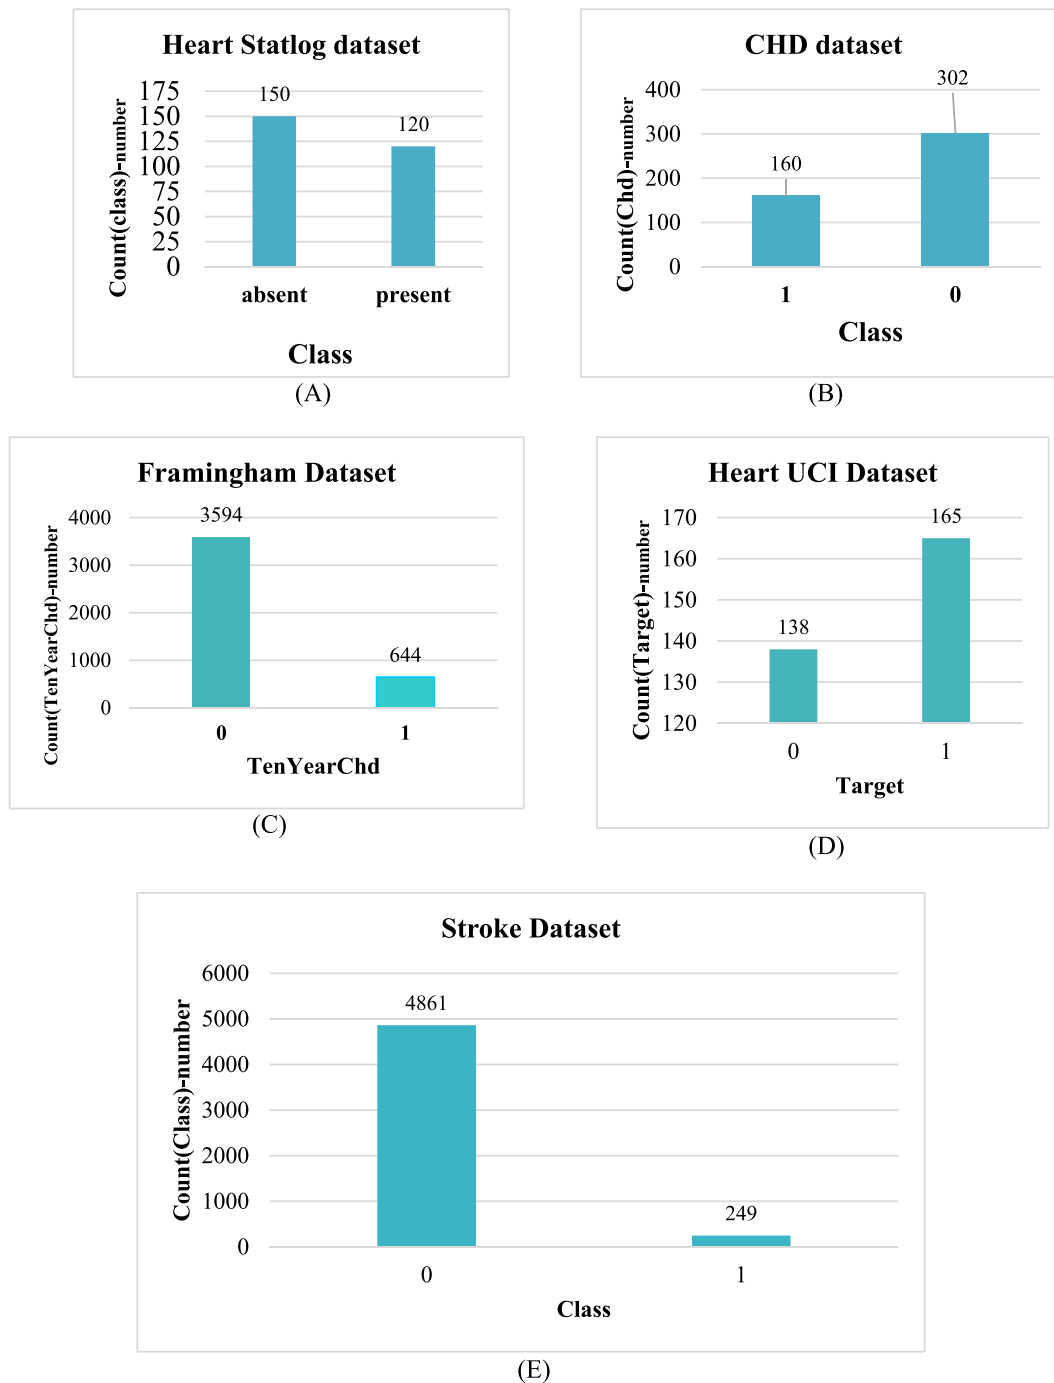 Heart Statlog dataset
Count(class)-number
175
150
125
100
75
50
25
0
150
120
absent present
Class
(A)
CHD dataset
Count(Chd)-number
400
300
200
100
0
160
302
1 0
Class
(B)
Framingham Dataset
Count(TenYearChd)-number
4000
3000
2000
1000
0
3594
644
0 1
TenYearChd
(C)
Heart UCI Dataset
Count(Target)-number
170
160
150
140
130
120
138
165
0 1
Target
(D)
Stroke Dataset
Count(Class)-number
6000
5000
4000
3000
2000
1000
0
4861
249
0 1
Class
(E)